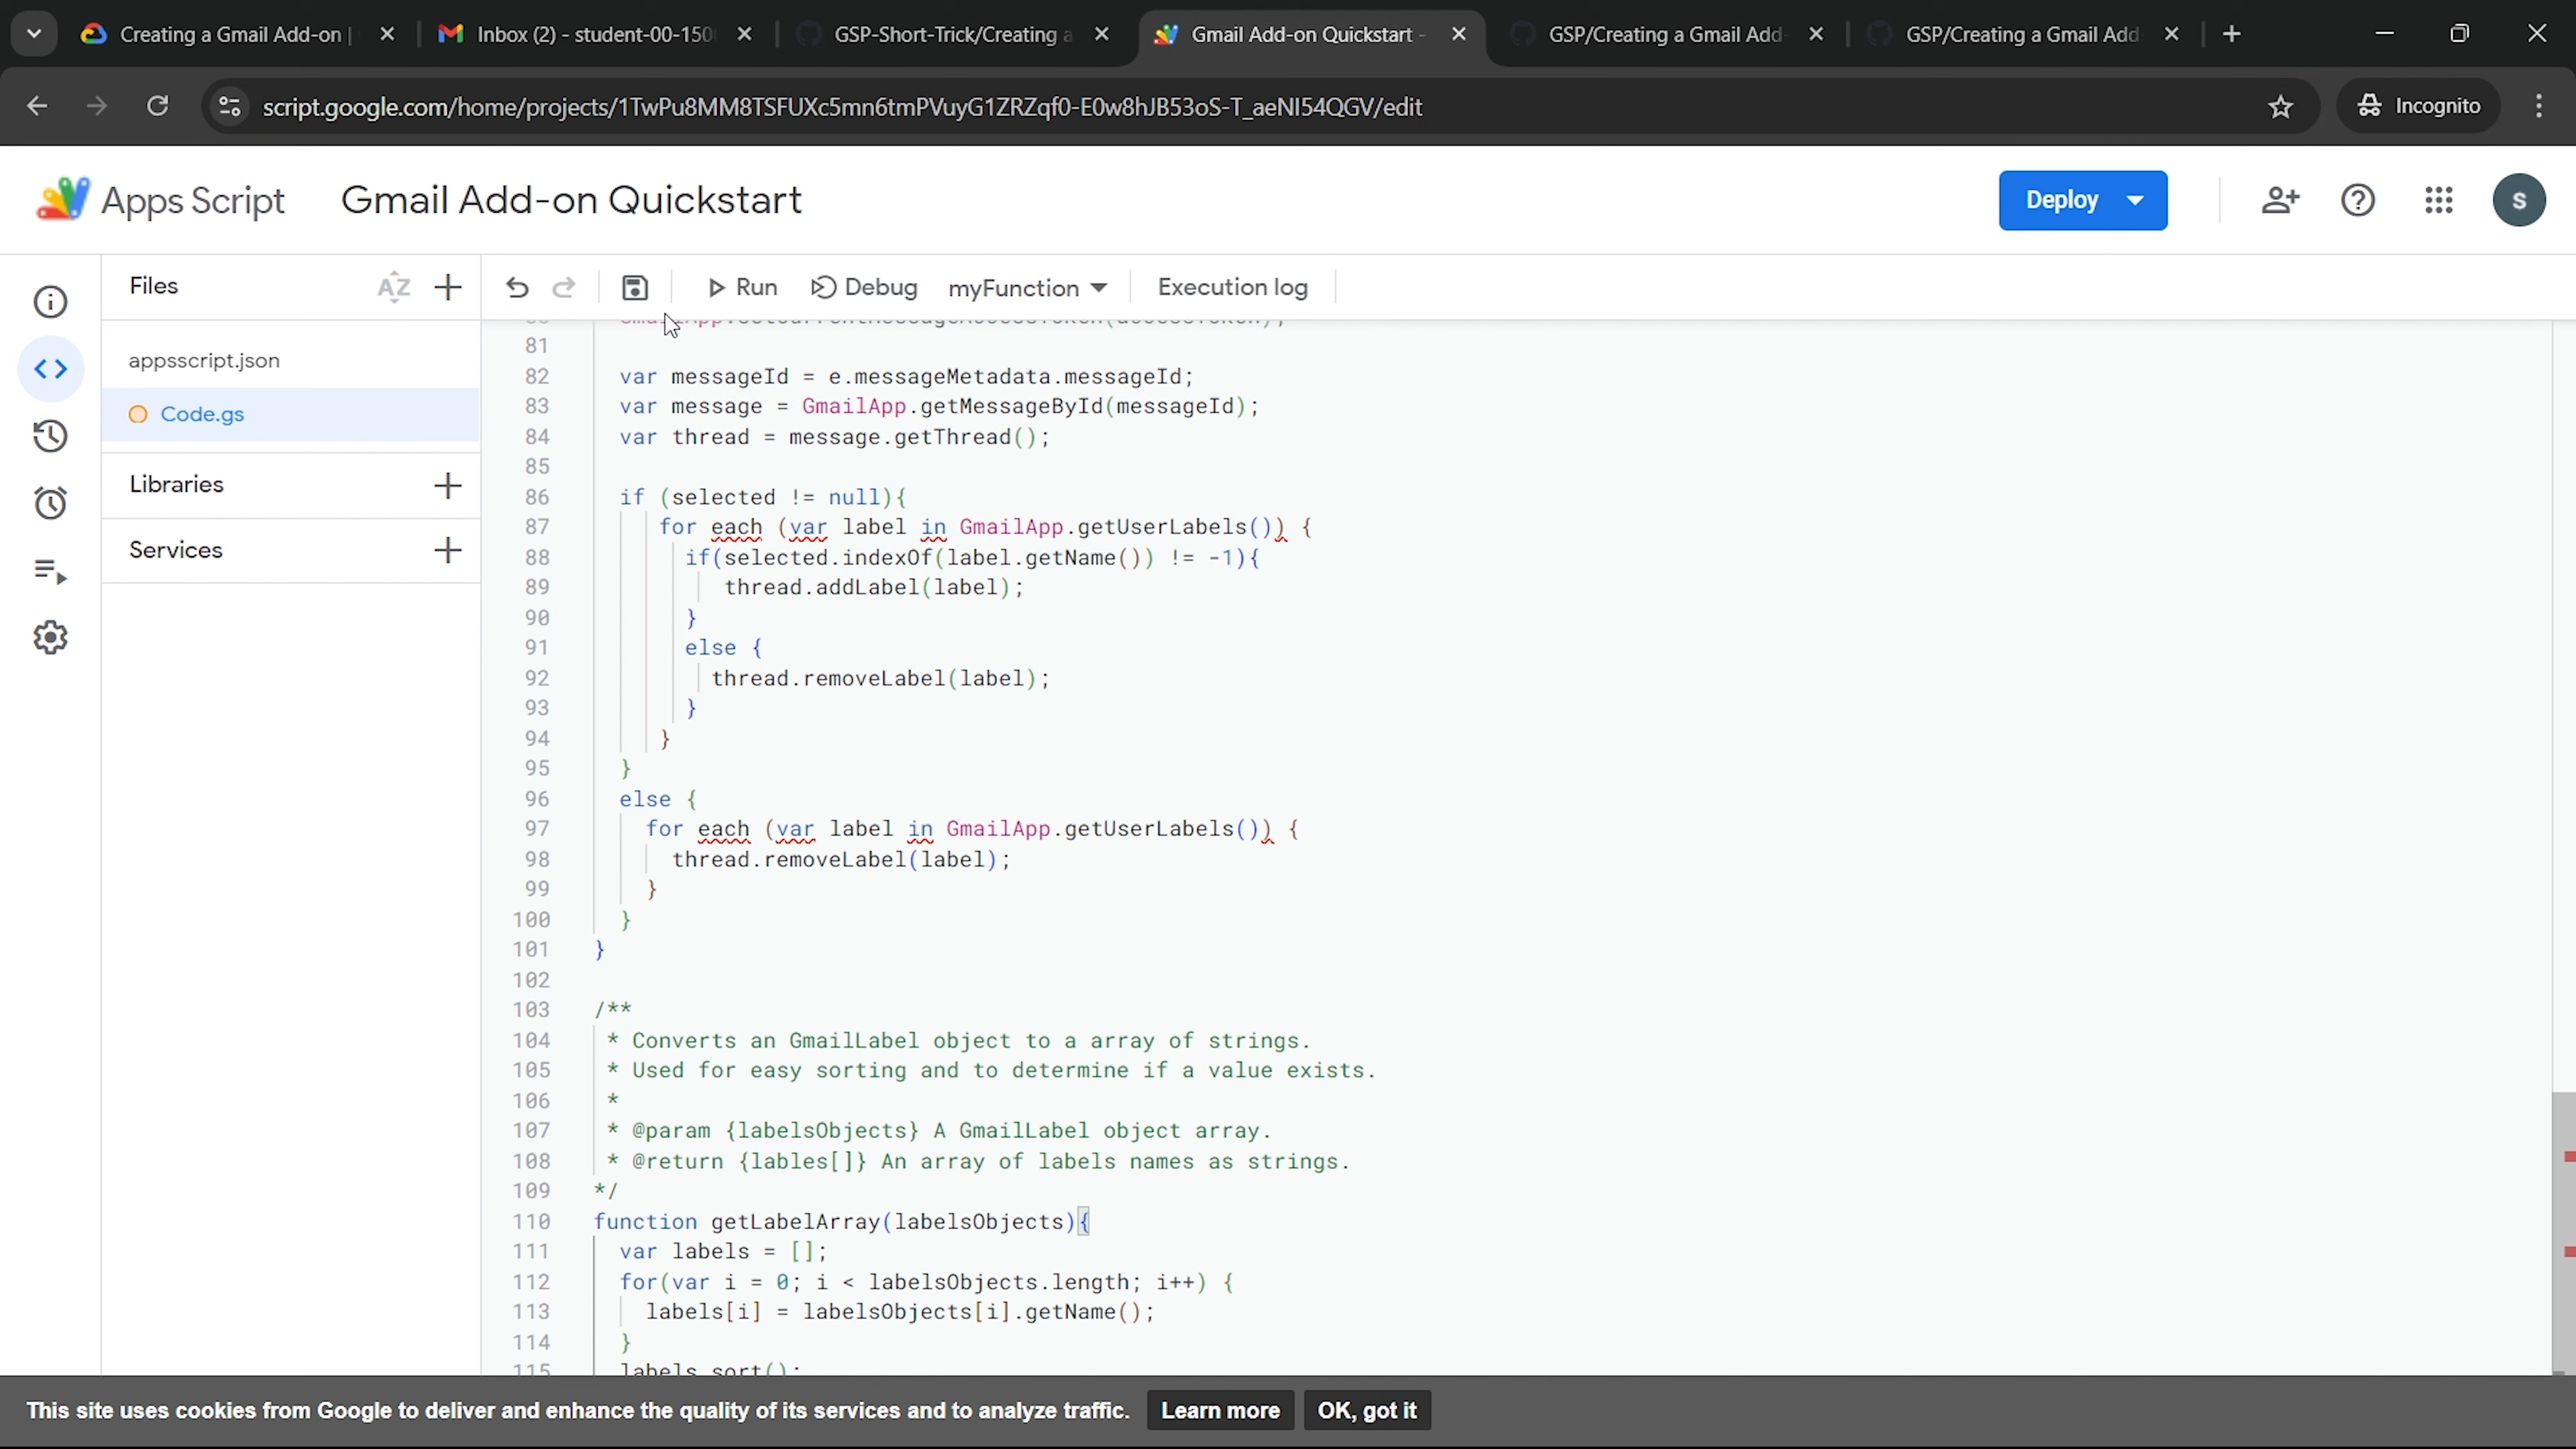 Creating a Gmail Add-on |
Inbox (2) - student-00-150
GSP-Short-Trick/Creating a
Gmail Add-on Quickstart -
GSP/Creating a Gmail Add
GSP/Creating a Gmail Add
script.google.com/home/projects/1TwPu8MM8TSFUXc5mn6tmPVuyG1ZRZqf0-E0w8hJB53oS-T_aeNI54QGV/edit
Incognito
Apps Script
Gmail Add-on Quickstart
Deploy
S
Files
AZ
Run
Debug
myFunction
Execution log
appsscript.json
Code.gs
Libraries
Services
81
82 var messageId = e.messageMetadata.messageId;
83 var message = GmailApp.getMessageById(messageId);
84 var thread = message.getThread();
85
86 if (selected != null){
87 for each (var label in GmailApp.getUserLabels()) {
88 if(selected.indexOf(label.getName()) != -1){
89 thread.addLabel(label);
90 }
91 else {
92 thread.removeLabel(label);
93 }
94 }
95 }
96 else {
97 for each (var label in GmailApp.getUserLabels()) {
98 thread.removeLabel(label);
99 }
100 }
101 }
102
103 /**
104 * Converts an GmailLabel object to a array of strings.
105 * Used for easy sorting and to determine if a value exists.
106 *
107 * @param {labelsObjects} A GmailLabel object array.
108 * @return {lables[]} An array of labels names as strings.
109 */
110 function getLabelArray(labelsObjects){
111 var labels = [];
112 for(var i = 0; i < labelsObjects.length; i++) {
113 labels[i] = labelsObjects[i].getName();
114 }
115 labels.sort();
This site uses cookies from Google to deliver and enhance the quality of its services and to analyze traffic.
Learn more
OK, got it